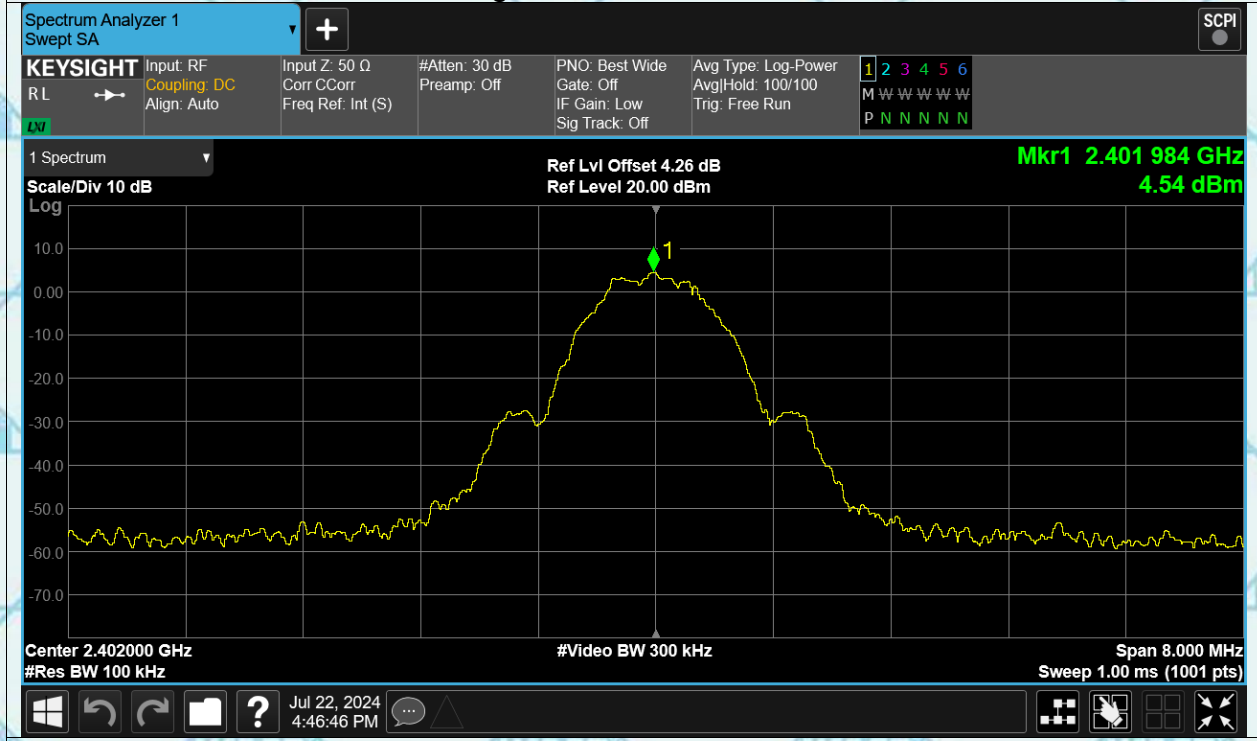 Spectrum Analyzer 1
Swept SA
+
SCPI
KEYSIGHT
R L
LXI
Input: RF
Coupling: DC
Align: Auto
Input Z: 50 Ω
Corr CCorr
Freq Ref: Int (S)
#Atten: 30 dB
Preamp: Off
PNO: Best Wide
Gate: Off
IF Gain: Low
Sig Track: Off
Avg Type: Log-Power
Avg|Hold: 100/100
Trig: Free Run
1 2 3 4 5 6
M W W W W W
P N N N N N
1 Spectrum
Scale/Div 10 dB
Log
Ref Lvl Offset 4.26 dB
Ref Level 20.00 dBm
Mkr1 2.401 984 GHz
4.54 dBm
1
10.0
0.00
-10.0
-20.0
-30.0
-40.0
-50.0
-60.0
-70.0
Center 2.402000 GHz
#Res BW 100 kHz
#Video BW 300 kHz
Span 8.000 MHz
Sweep 1.00 ms (1001 pts)
?
Jul 22, 2024
4:46:46 PM